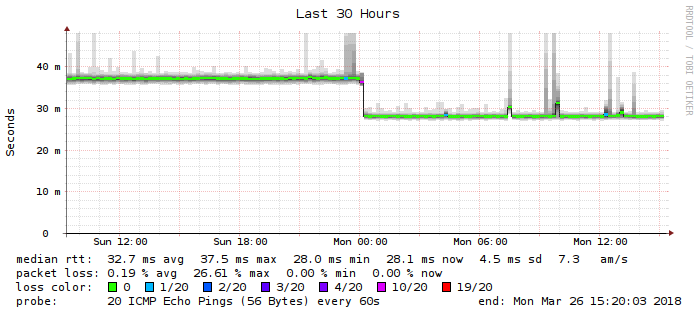 Last 30 Hours
RRDTOOL / TOBI OETIKER
Seconds
40 m
30 m
20 m
10 m
0
Sun 12:00 Sun 18:00 Mon 00:00 Mon 06:00 Mon 12:00
median rtt: 32.7 ms avg 37.5 ms max 28.0 ms min 28.1 ms now 4.5 ms sd 7.3 am/s
packet loss: 0.19 % avg 26.61 % max 0.00 % min 0.00 % now
loss color: 0 1/20 2/20 3/20 4/20 10/20 19/20
probe: 20 ICMP Echo Pings (56 Bytes) every 60s end: Mon Mar 26 15:20:03 2018